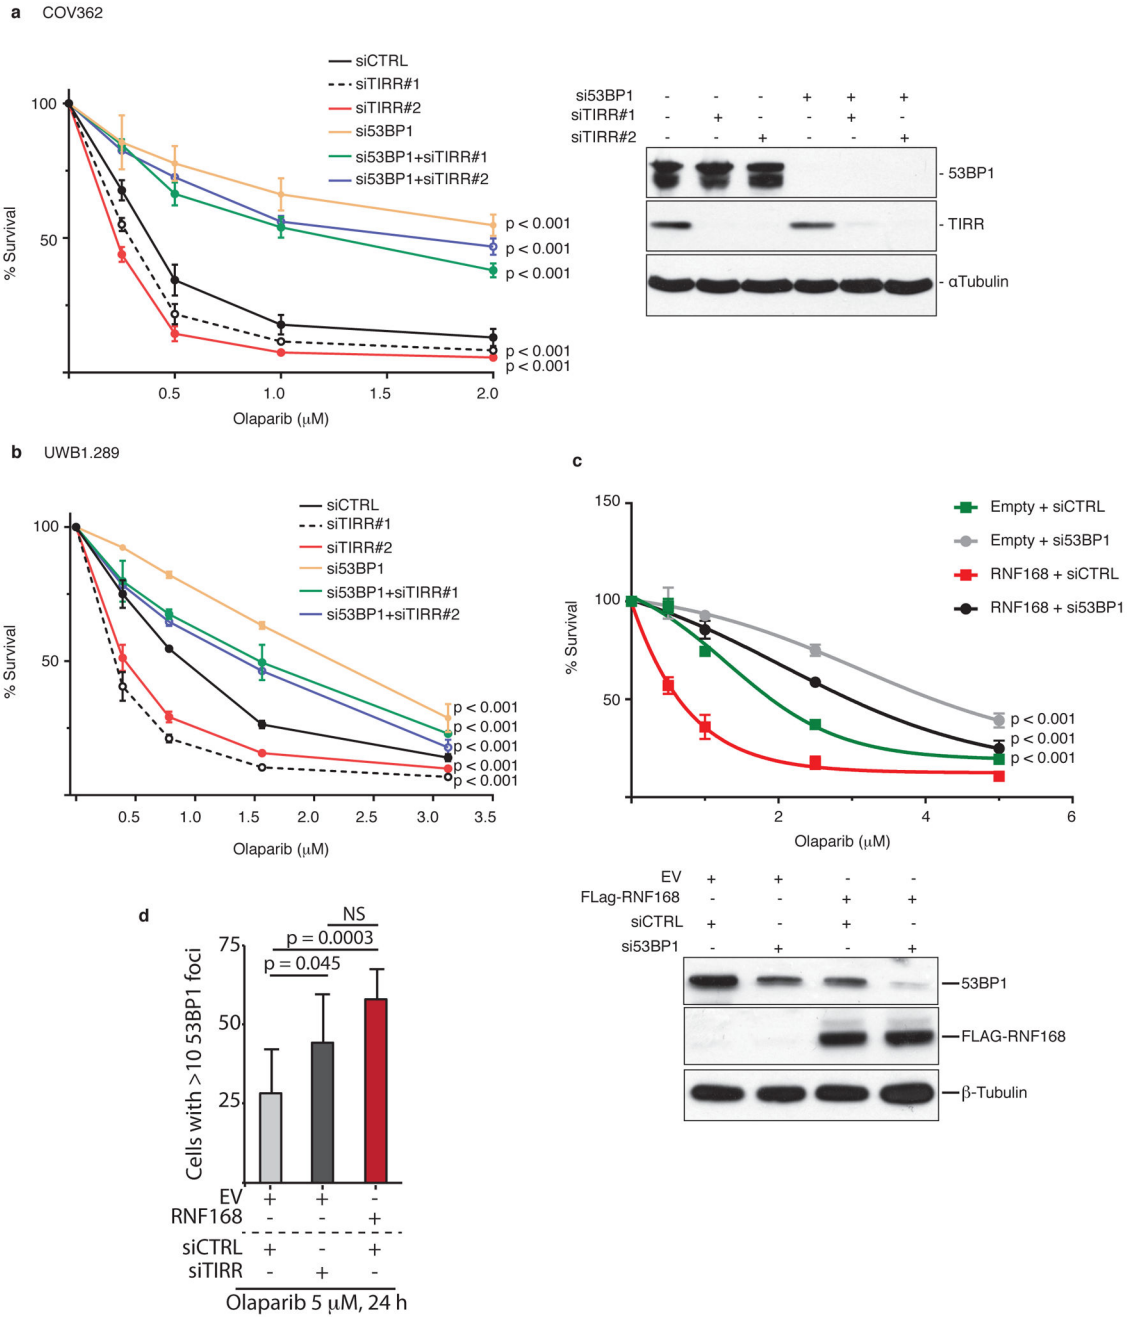 a COV362
siCTRL
siTIRR#1
siTIRR#2
si53BP1
si53BP1+siTIRR#1
si53BP1+siTIRR#2
100
50
% Survival
p < 0.001
p < 0.001
p < 0.001
p < 0.001
p < 0.001
0.5 1.0 1.5 2.0
Olaparib (μM)
si53BP1 - - - + + +
siTIRR#1 - + - - + -
siTIRR#2 - - + - - +
- 53BP1
- TIRR
- αTubulin
b UWB1.289
siCTRL
siTIRR#1
siTIRR#2
si53BP1
si53BP1+siTIRR#1
si53BP1+siTIRR#2
100
50
% Survival
p < 0.001
p < 0.001
p < 0.001
p < 0.001
p < 0.001
0.5 1.0 1.5 2.0 2.5 3.0 3.5
Olaparib (μM)
c
150
100
50
% Survival
Empty + siCTRL
Empty + si53BP1
RNF168 + siCTRL
RNF168 + si53BP1
p < 0.001
p < 0.001
p < 0.001
2 4 6
Olaparib (μM)
EV + + - -
FLag-RNF168 - - + +
siCTRL + - + -
si53BP1 - + - +
53BP1
FLAG-RNF168
β-Tubulin
d
NS
p = 0.0003
p = 0.045
75
50
25
Cells with >10 53BP1 foci
EV + + -
RNF168 - - +
siCTRL + - +
siTIRR - + -
Olaparib 5 μM, 24 h